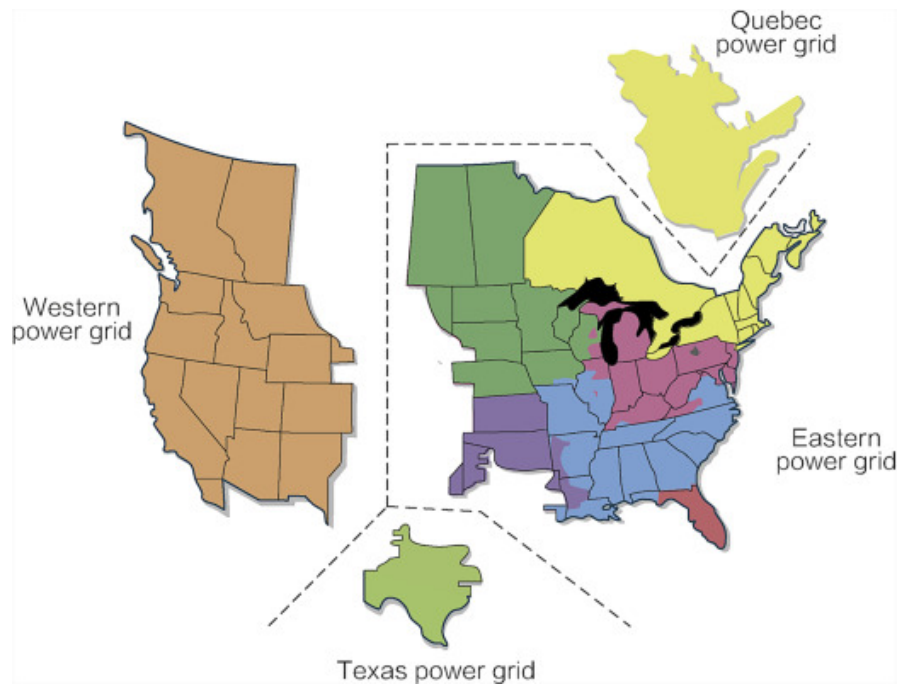 Quebec
power grid
Western
power grid
Eastern
power grid
Texas power grid